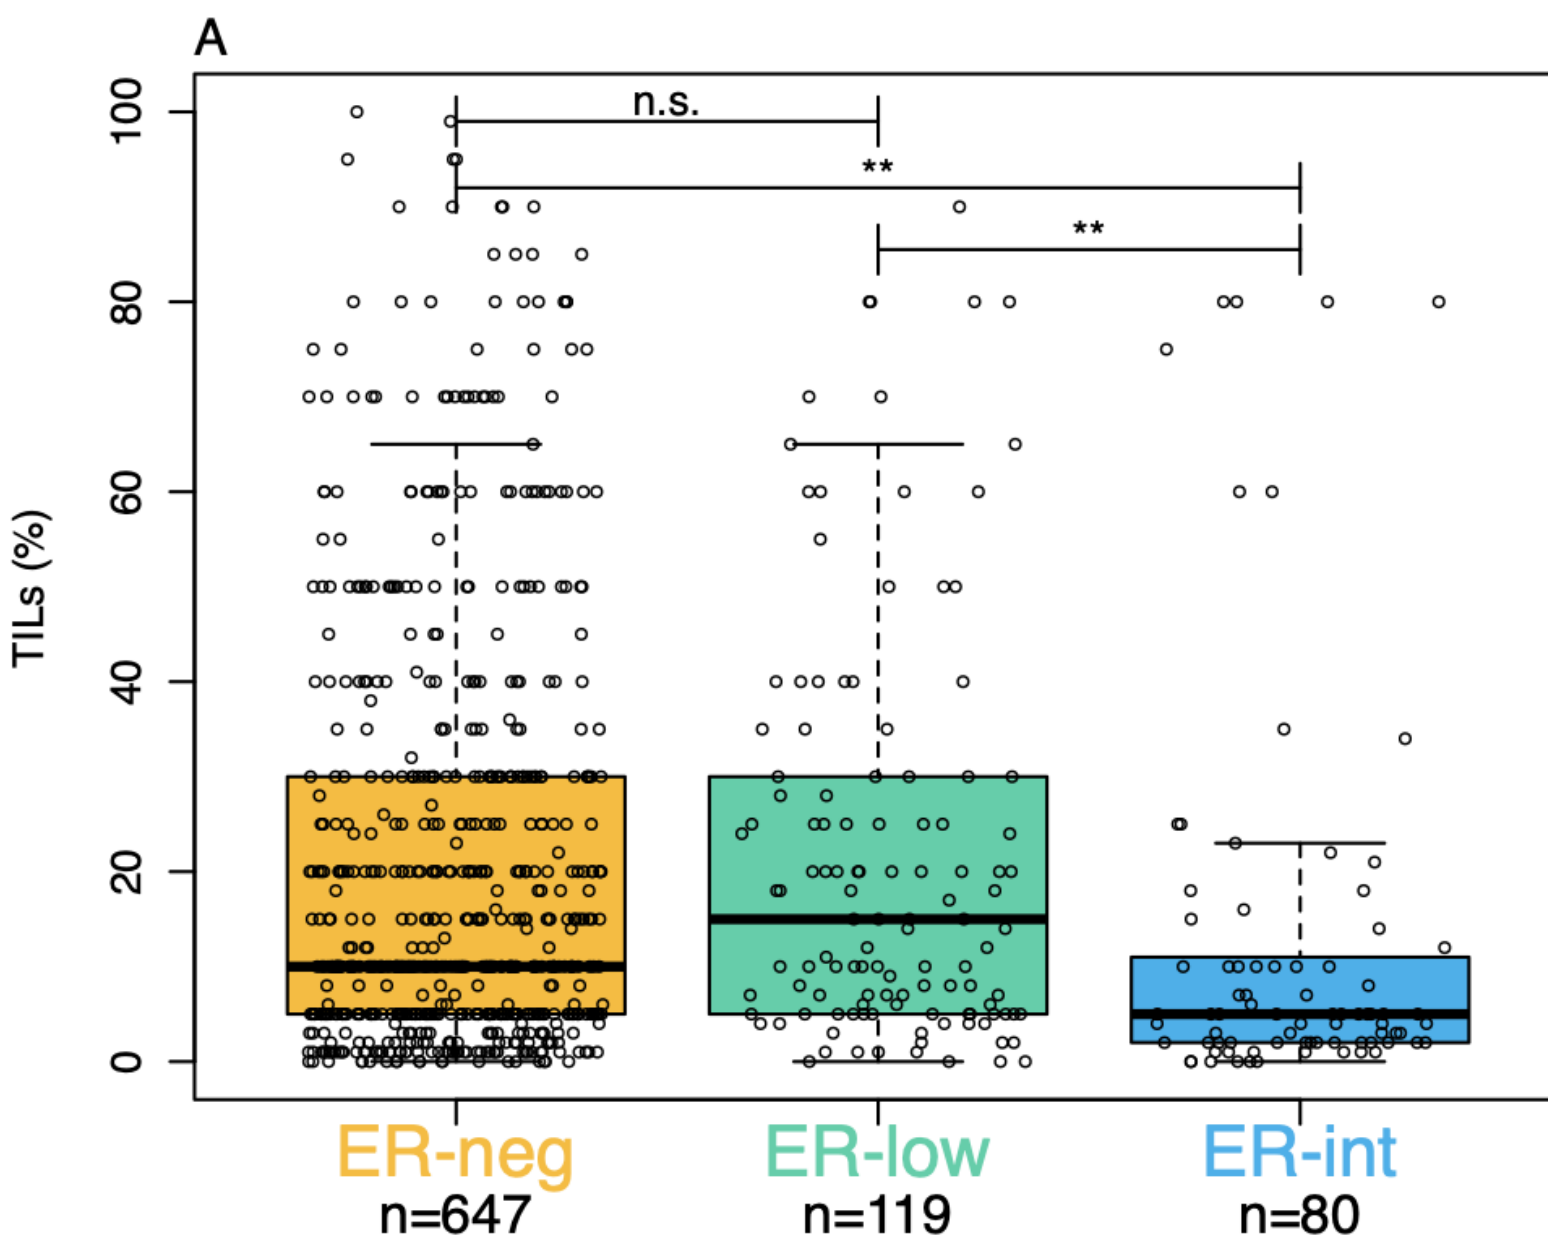 A
n.s.
**
**
TILs (%)
100
80
60
40
20
0
ER-neg ER-low ER-int
n=647 n=119 n=80